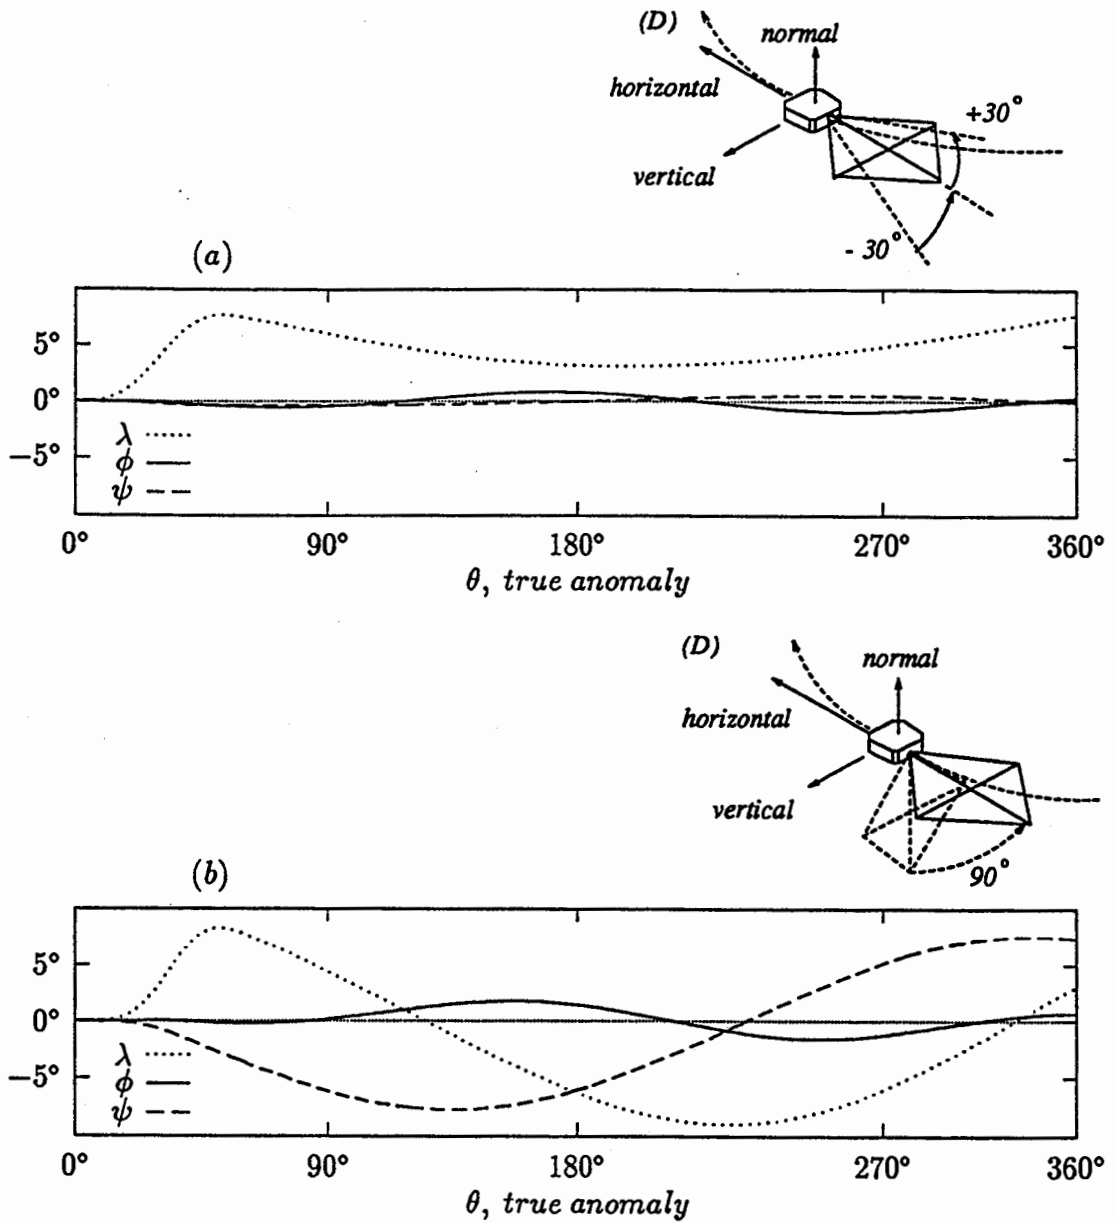 (D)
normal
horizontal
+30°
vertical
- 30°
(a)
5°
0°
−5°
λ
ϕ
ψ
0° 90° 180° 270° 360°
θ, true anomaly
(D)
normal
horizontal
vertical
90°
(b)
5°
0°
−5°
λ
ϕ
ψ
0° 90° 180° 270° 360°
θ, true anomaly